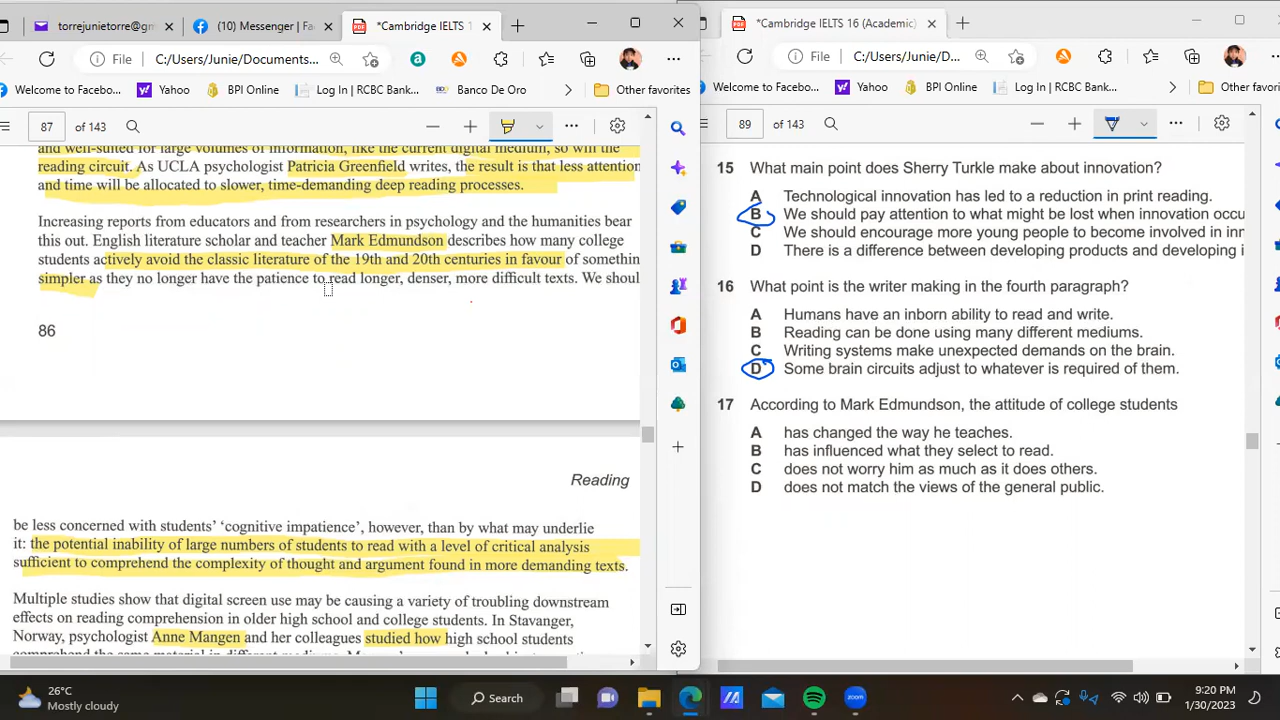 torrejunietorre@gm
(10) Messenger | Fac
*Cambridge IELTS 1
*Cambridge IELTS 16 (Academic)
File
C:/Users/Junie/Documents...
File
C:/Users/Junie/D...
Welcome to Facebo...
Yahoo
BPI Online
Log In | RCBC Bank...
Banco De Oro
Other favorites
Welcome to Facebo...
Yahoo
BPI Online
Log In | RCBC Bank...
Other favor
87 of 143
89 of 143
and well-suited for large volumes of information, like the current digital medium, so will the
reading circuit. As UCLA psychologist Patricia Greenfield writes, the result is that less attention
and time will be allocated to slower, time-demanding deep reading processes.
Increasing reports from educators and from researchers in psychology and the humanities bear
this out. English literature scholar and teacher Mark Edmundson describes how many college
students actively avoid the classic literature of the 19th and 20th centuries in favour of somethin
simpler as they no longer have the patience to read longer, denser, more difficult texts. We shoul
86
Reading
be less concerned with students' 'cognitive impatience', however, than by what may underlie
it: the potential inability of large numbers of students to read with a level of critical analysis
sufficient to comprehend the complexity of thought and argument found in more demanding texts.
Multiple studies show that digital screen use may be causing a variety of troubling downstream
effects on reading comprehension in older high school and college students. In Stavanger,
Norway, psychologist Anne Mangen and her colleagues studied how high school students
15 What main point does Sherry Turkle make about innovation?
A Technological innovation has led to a reduction in print reading.
B We should pay attention to what might be lost when innovation occu
C We should encourage more young people to become involved in inn
D There is a difference between developing products and developing i
16 What point is the writer making in the fourth paragraph?
A Humans have an inborn ability to read and write.
B Reading can be done using many different mediums.
C Writing systems make unexpected demands on the brain.
D Some brain circuits adjust to whatever is required of them.
17 According to Mark Edmundson, the attitude of college students
A has changed the way he teaches.
B has influenced what they select to read.
C does not worry him as much as it does others.
D does not match the views of the general public.
26°C
Mostly cloudy
Search
zoom
9:20 PM
1/30/2023